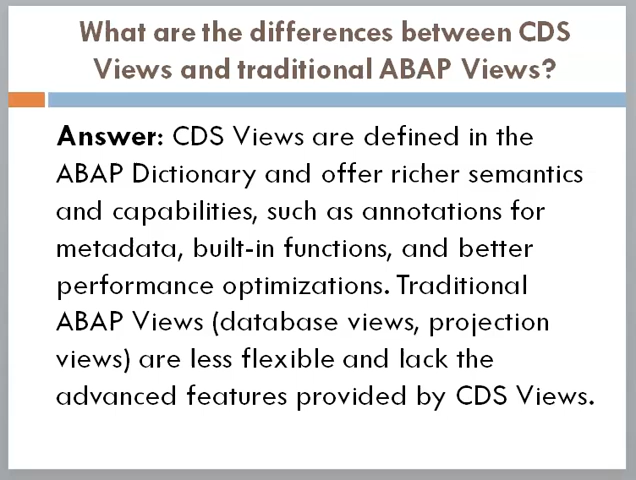 What are the differences between CDS
Views and traditional ABAP Views?
Answer: CDS Views are defined in the
ABAP Dictionary and offer richer semantics
and capabilities, such as annotations for
metadata, built-in functions, and better
performance optimizations. Traditional
ABAP Views (database views, projection
views) are less flexible and lack the
advanced features provided by CDS Views.